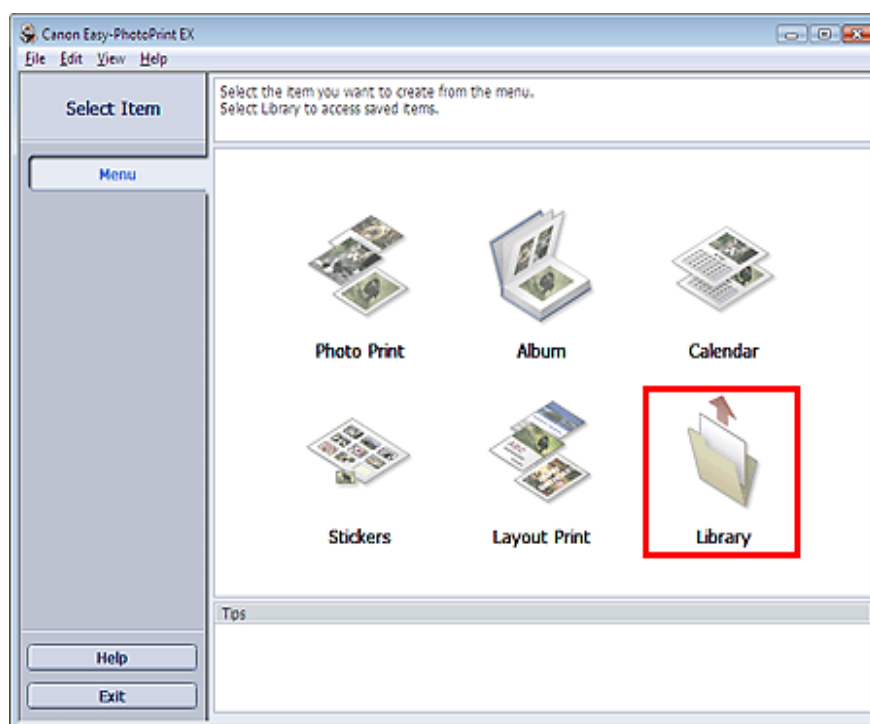 Canon Easy-PhotoPrint EX
File Edit View Help
Select Item
Select the item you want to create from the menu.
Select Library to access saved items.
Menu
Photo Print
Album
Calendar
Stickers
Layout Print
Library
Tips
Help
Exit